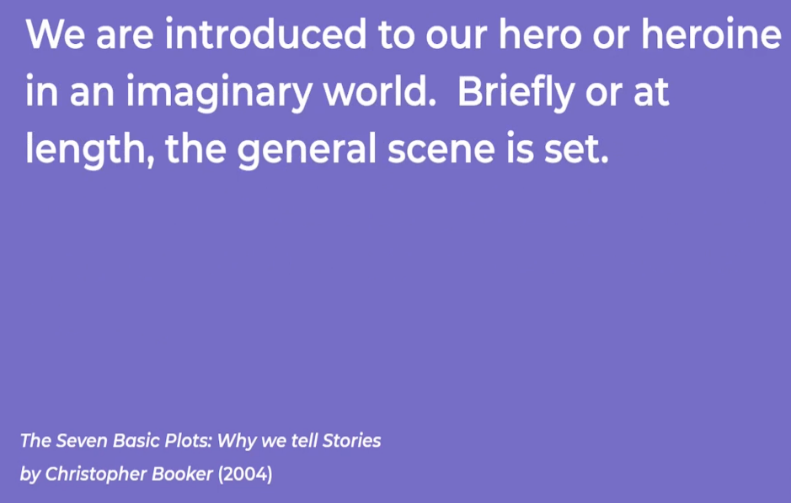 We are introduced to our hero or heroine
in an imaginary world.  Briefly or at
length, the general scene is set.
The Seven Basic Plots: Why we tell Stories
by Christopher Booker (2004)